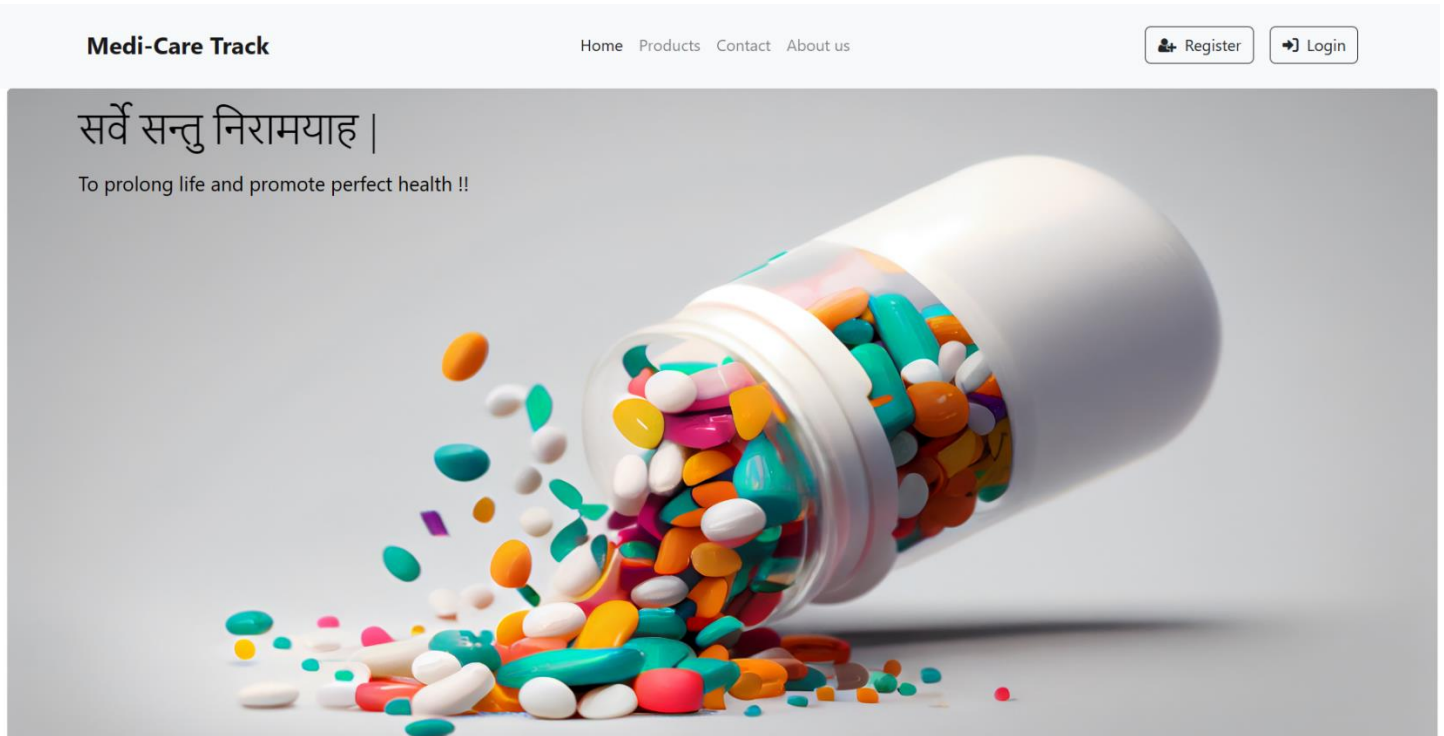 Medi-Care Track
Home Products Contact About us
Register Login
सर्वे सन्तु निरामयाह |
To prolong life and promote perfect health !!